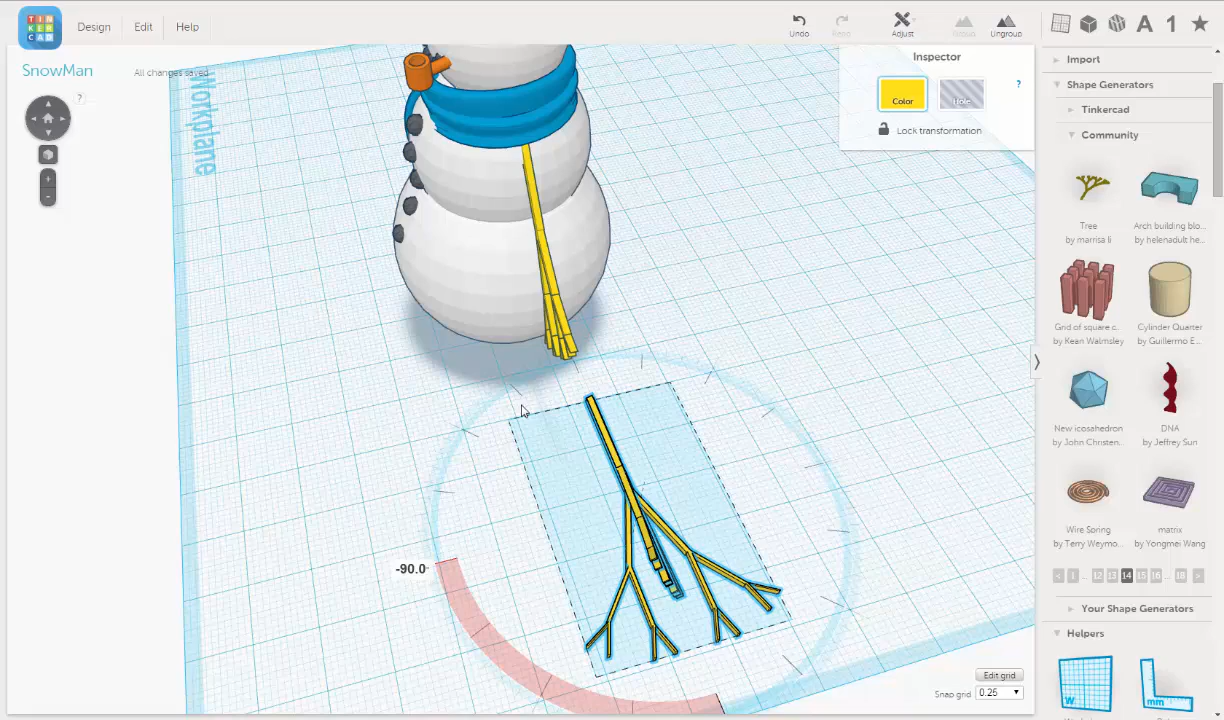 TIN
KER
CAD
Design
Edit
Help
Undo
Redo
Adjust
Group
Ungroup
SnowMan
All changes saved
?
Workplane
Inspector
Color
Hole
?
Lock transformation
Import
Shape Generators
Tinkercad
Community
Tree
by marrisa li
Arch building blo...
by helenadult he...
Grid of square c...
by Kean Walmsley
Cylinder Quarter
by Guillermo E...
New icosahedron
by John Christen...
DNA
by Jeffrey Sun
Wire Spring
by Terry Weymo...
matrix
by Yongmei Wang
< 1 ... 12 13 14 15 16 ... 18 >
Your Shape Generators
Helpers
W
mm
-90.0
Edit grid
Snap grid 0.25